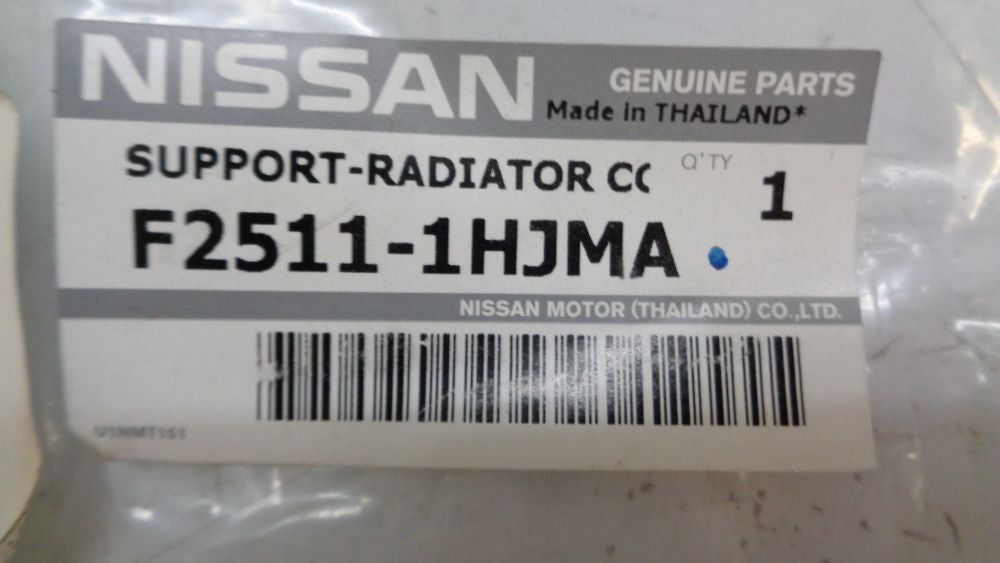 NISSAN
GENUINE PARTS
Made in THAILAND*
SUPPORT-RADIATOR CC
Q'TY
1
F2511-1HJMA
NISSAN MOTOR (THAILAND) CO.,LTD.